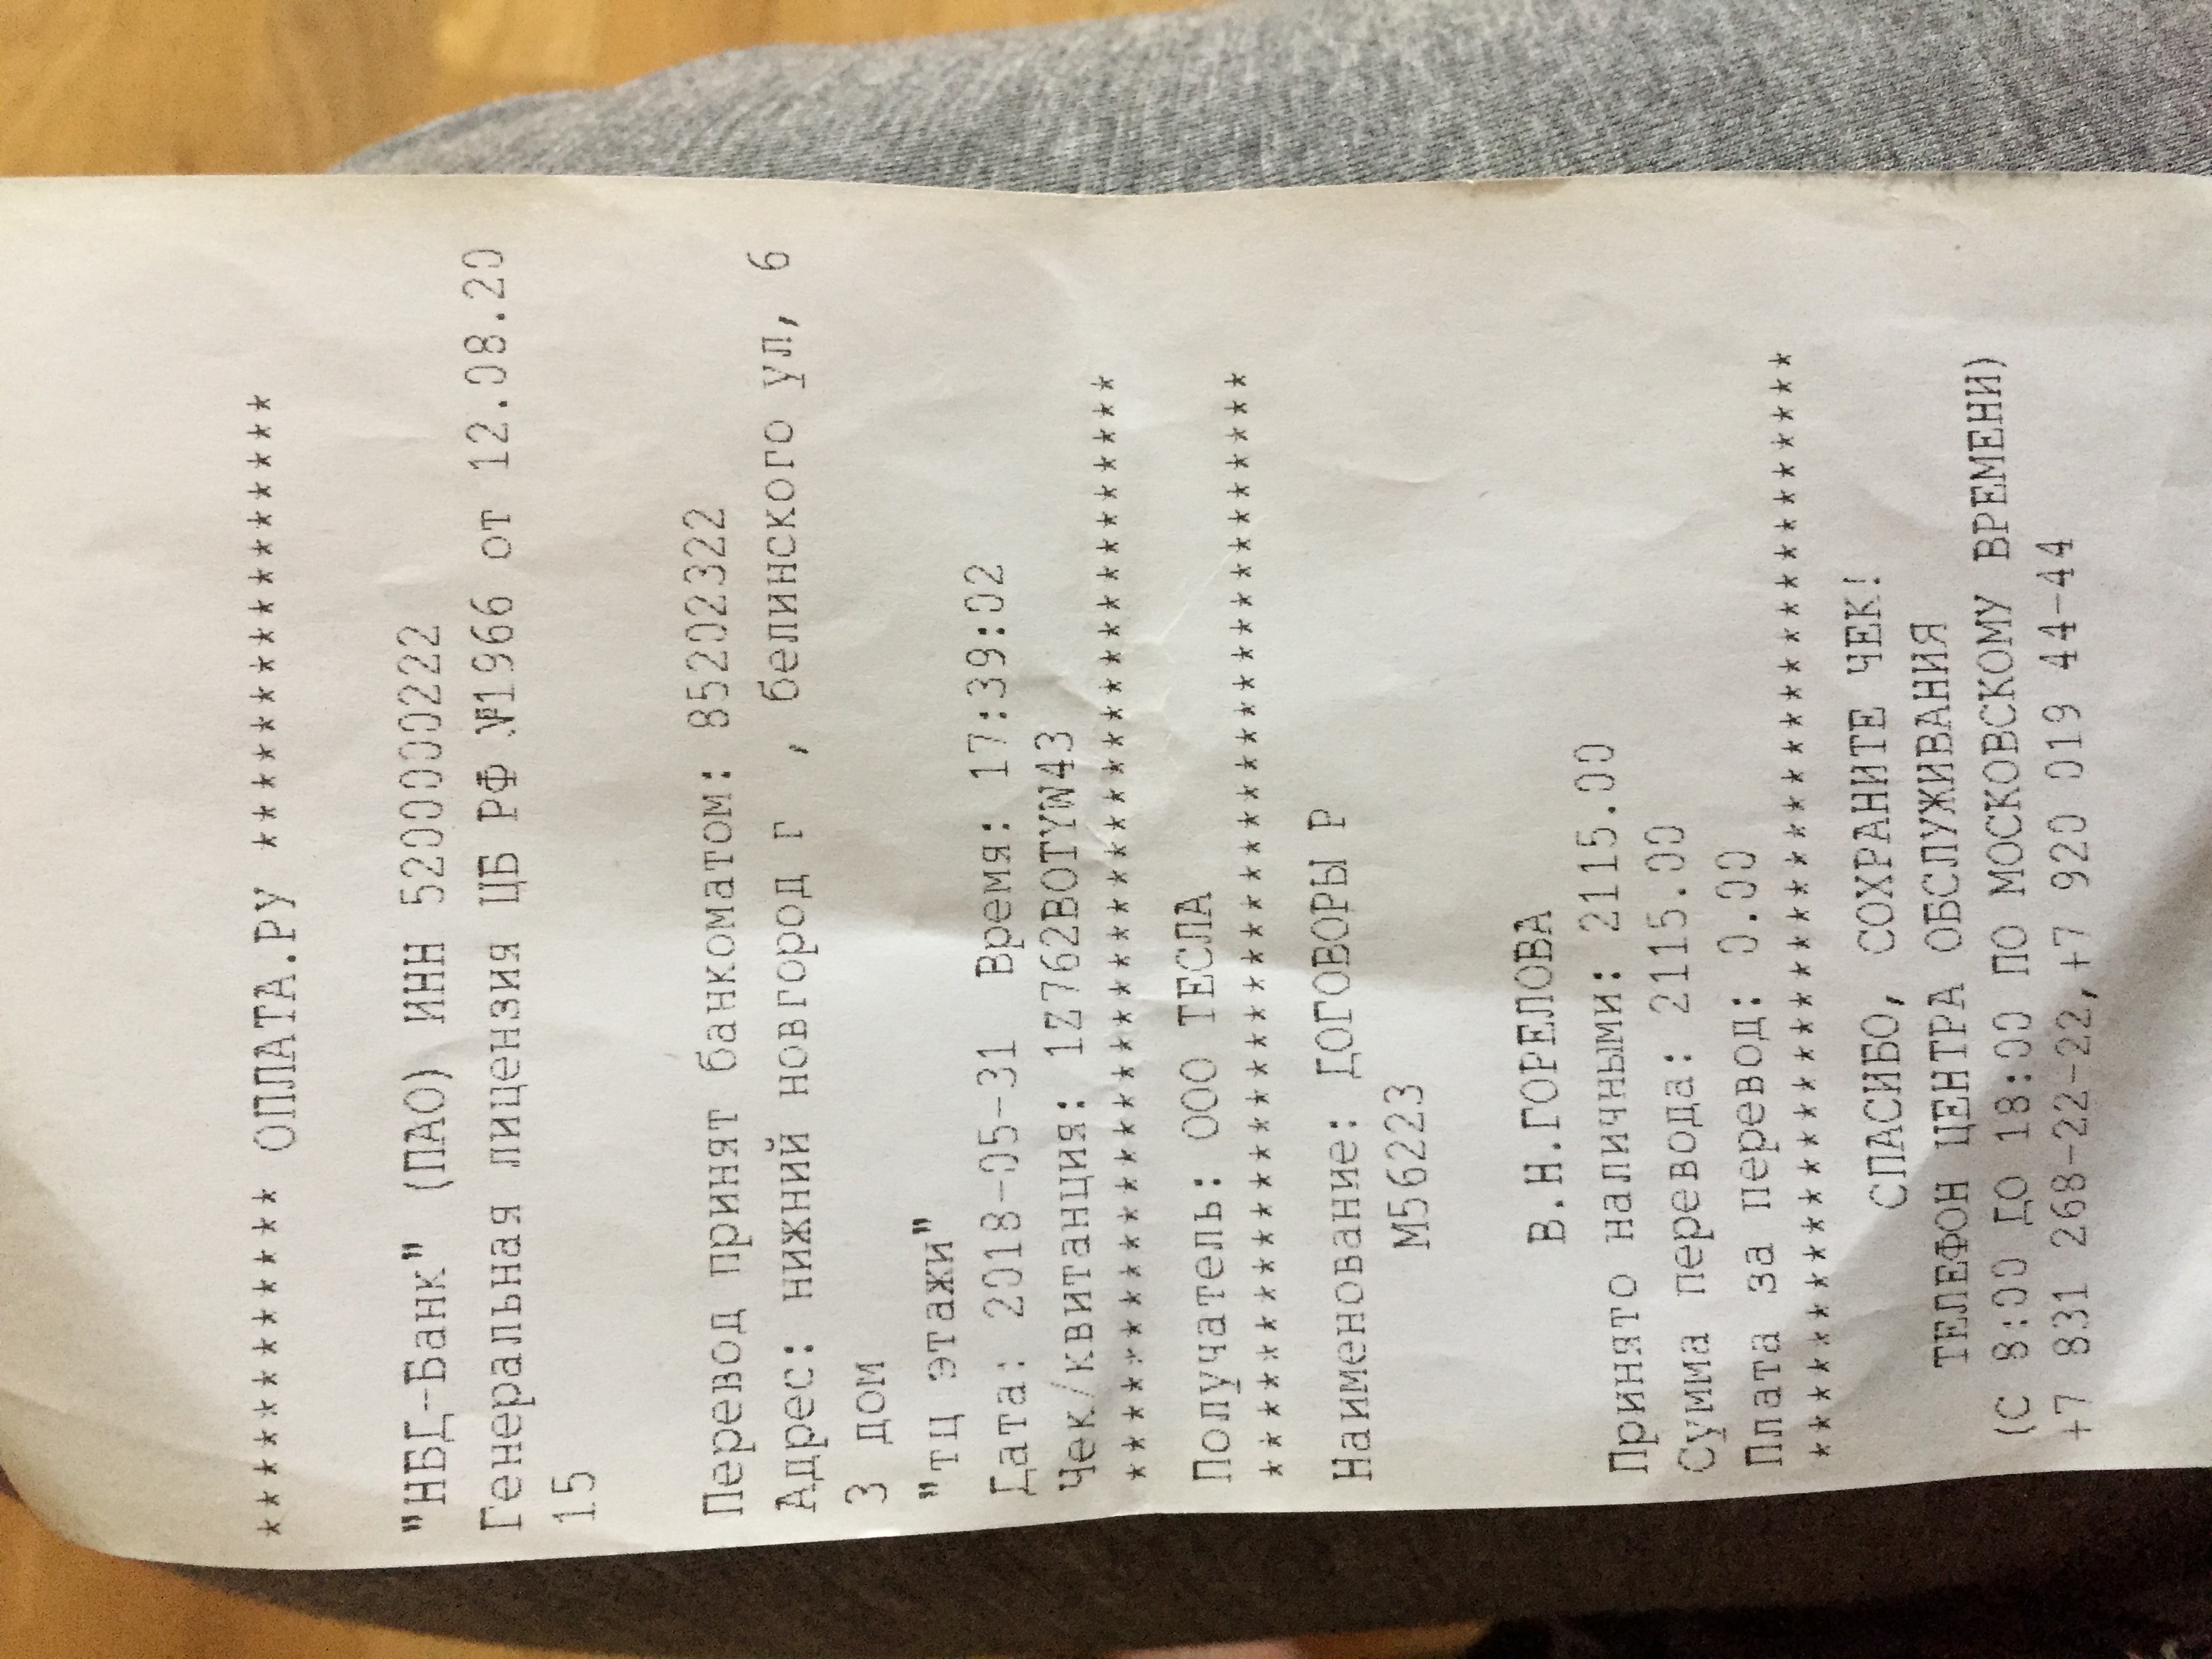 ************* ОПЛАТА.РУ ***************
"НБД-Банк" (ПАО) ИНН 5200000222
Генеральная лицензия ЦБ РФ №1966 от 12.08.20
15
Перевод принят банкоматом: 85202322
Адрес: нижний новгород г , белинского ул, 6
3 дом
"тц этажи"
Дата: 2018-05-31 Время: 17:39:02
Чек/квитанция: 1Z762BOTYW43
**************************************
Получатель: ООО ТЕСЛА
**************************************
Наименование: ДОГОВОРЫ Р
М56223
В.Н.ГОРЕЛОВА
Принято наличными: 2115.00
Сумма перевода: 2115.00
Плата за перевод: 0.00
**************************************
СПАСИБО, СОХРАНИТЕ ЧЕК!
ТЕЛЕФОН ЦЕНТРА ОБСЛУЖИВАНИЯ
(С 8:00 ДО 18:00 ПО МОСКОВСКОМУ ВРЕМЕНИ)
+7 831 268-22-22,+7 920 019 44-44